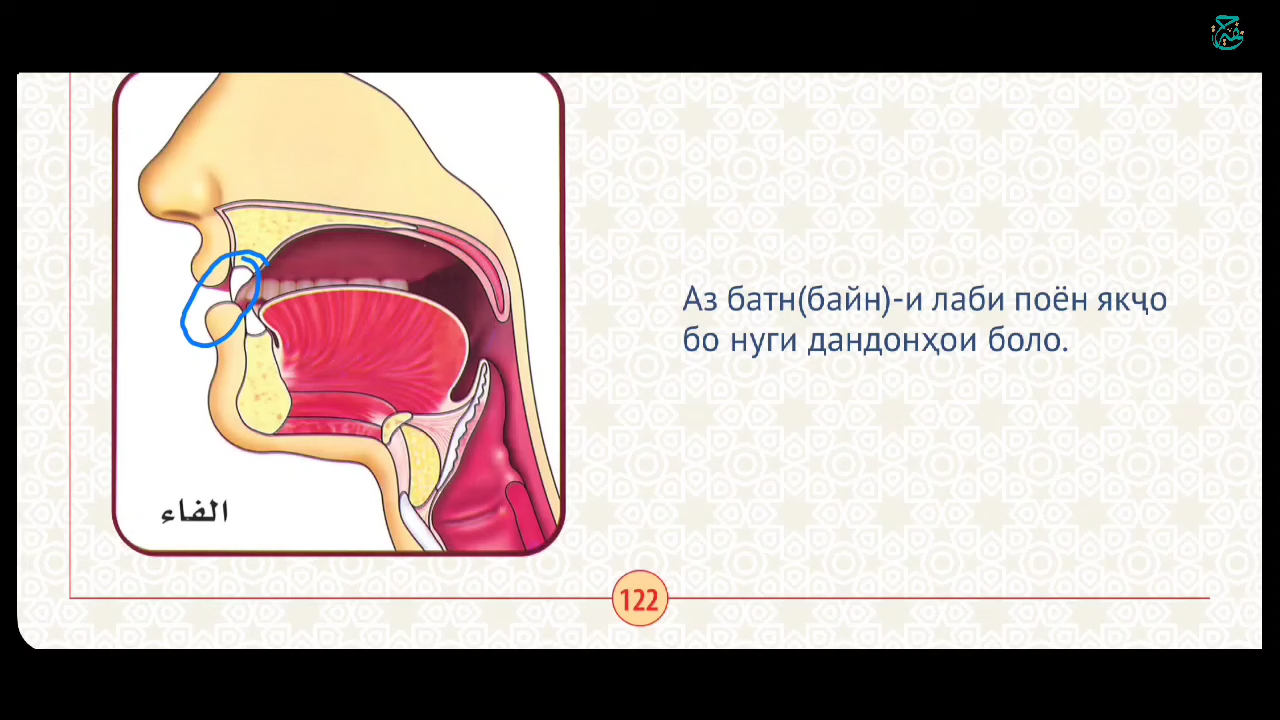 Аз батн(байн)-и лаби поён якҷо
бо нуги дандонҳои боло.
الفاء
122